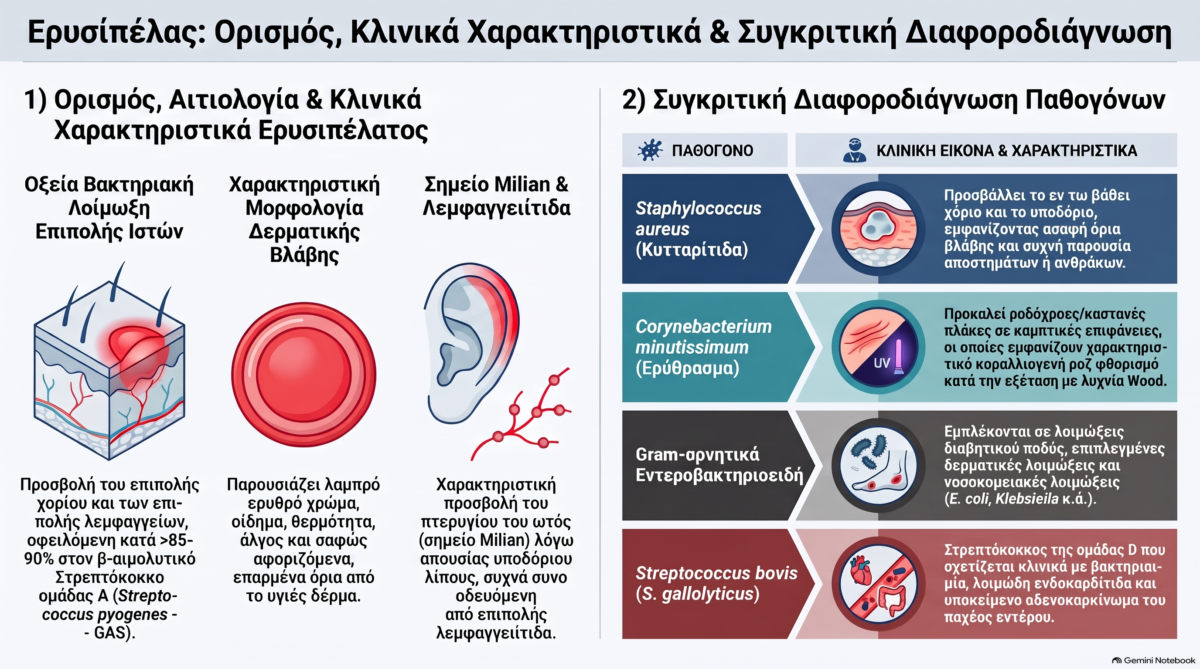 Ερυσίπελας: Ορισμός, Κλινικά Χαρακτηριστικά & Συγκριτική Διαφοροδιάγνωση
1) Ορισμός, Αιτιολογία & Κλινικά
Χαρακτηριστικά Ερυσιπέλατος
Οξεία Βακτηριακή
Λοίμωξη
Επιπολής Ιστών
Προσβολή του επιπολής
χορίου και των επι-
πολής λεμφαγγείων,
οφειλόμενη κατά >85-
90% στον β-αιμολυτικό
Στρεπτόκοκκο
ομάδας Α (Strepto-
coccus pyogenes -
- GAS).
Χαρακτηριστική
Μορφολογία
Δερματικής
Βλάβης
Παρουσιάζει λαμπρό
ερυθρό χρώμα,
οίδημα, θερμότητα,
άλγος και σαφώς
αφοριζόμενα,
επαρμένα όρια από
το υγιές δέρμα.
Σημείο Milian &
Λεμφαγγειίτιδα
Χαρακτηριστική
προσβολή του
πτερυγίου του ωτός
(σημείο Milian) λόγω
απουσίας υποδόριου
λίπους, συχνά συνο
οδευόμενη
από επιπολής
λεμφαγγειίτιδα.
2) Συγκριτική Διαφοροδιάγνωση Παθογόνων
ΠΑΘΟΓΟΝΟ
ΚΛΙΝΙΚΗ ΕΙΚΟΝΑ & ΧΑΡΑΚΤΗΡΙΣΤΙΚΑ
Staphylococcus
aureus
(Κυτταρίτιδα)
Προσβάλλει το εν τω βάθει
χόριο και το υποδόριο,
εμφανίζοντας ασαφή όρια
βλάβης και συχνή παρουσία
αποστημάτων ή ανθράκων.
Corynebacterium
minutissimum
(Ερύθρασμα)
UV
Προκαλεί ροδόχροες/καστανές
πλάκες σε καμπτικές επιφάνειες,
οι οποίες εμφανίζουν χαρακτηρισ-
τικό κοραλλιογενή ροζ φθορισμό
κατά την εξέταση με λυχνία Wood.
Gram-αρνητικά
Εντεροβακτηριοειδή
Εμπλέκονται σε λοιμώξεις
διαβητικού ποδός, επιπλεγμένες
δερματικές λοιμώξεις και
νοσοκομειακές λοιμώξεις
(E. coli, Klebsieila κ.ά.).
Streptococcus bovis
(S. gallolyticus)
Στρεπτόκοκκος της ομάδας D που
σχετίζεται κλινικά με βακτηριαι-
μία, λοιμώδη ενδοκαρδίτιδα και
υποκείμενο αδενοκαρκίνωμα του
παχέος εντέρου.
Gemini Notebook